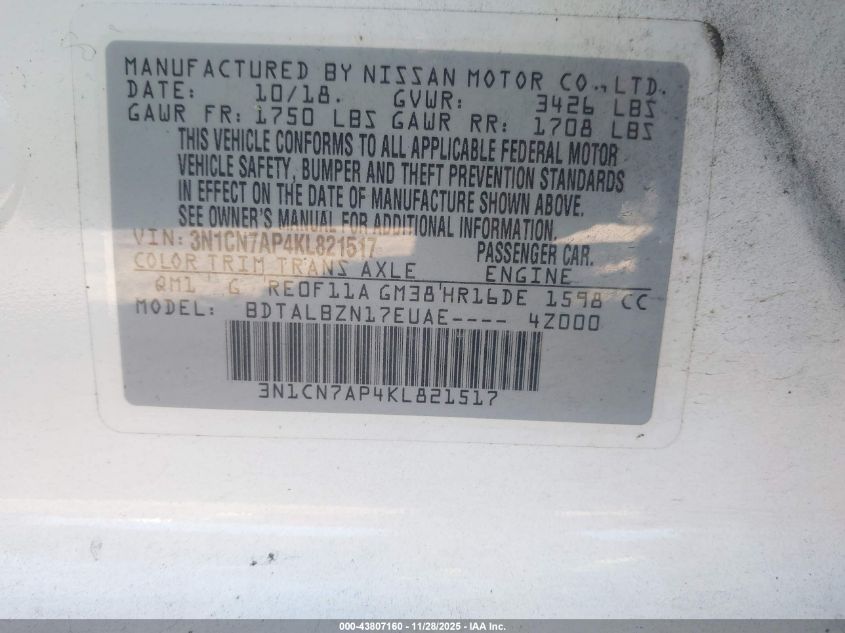 MANUFACTURED BY NISSAN MOTOR CO., LTD.
DATE: 10/18. GVWR: 3426 LBS
GAWR FR: 1750 LBS GAWR RR: 1708 LBS
THIS VEHICLE CONFORMS TO ALL APPLICABLE FEDERAL MOTOR
VEHICLE SAFETY, BUMPER AND THEFT PREVENTION STANDARDS
IN EFFECT ON THE DATE OF MANUFACTURE SHOWN ABOVE.
SEE OWNER'S MANUAL FOR ADDITIONAL INFORMATION.
VIN: 3N1CN7AP4KL821517 PASSENGER CAR.
COLOR TRIM TRANS AXLE ENGINE
QM1 G RE0F11A GM38 HR16DE 1598 CC
MODEL: BDTALBZN17EUAE---- 4Z000
3N1CN7AP4KL821517
000-43807160 - 11/28/2025 - IAA Inc.